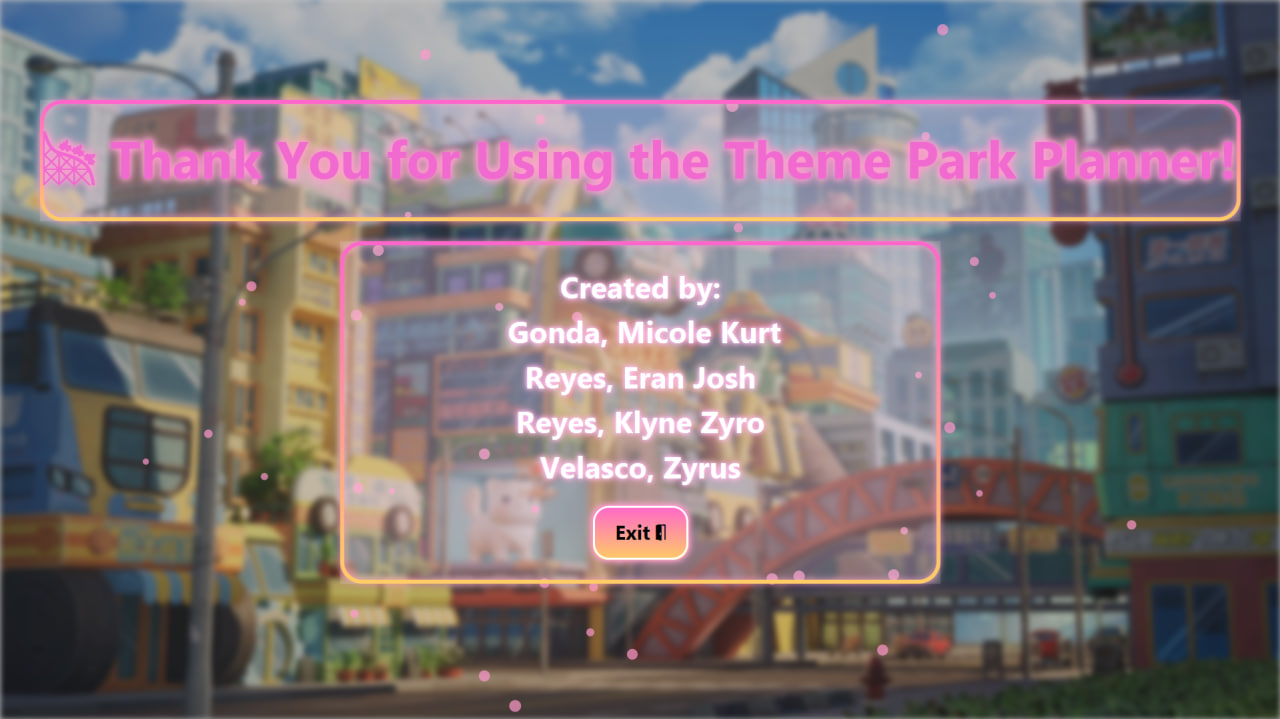 Thank You for Using the Theme Park Planner!
Created by:
Gonda, Micole Kurt
Reyes, Eran Josh
Reyes, Klyne Zyro
Velasco, Zyrus
Exit